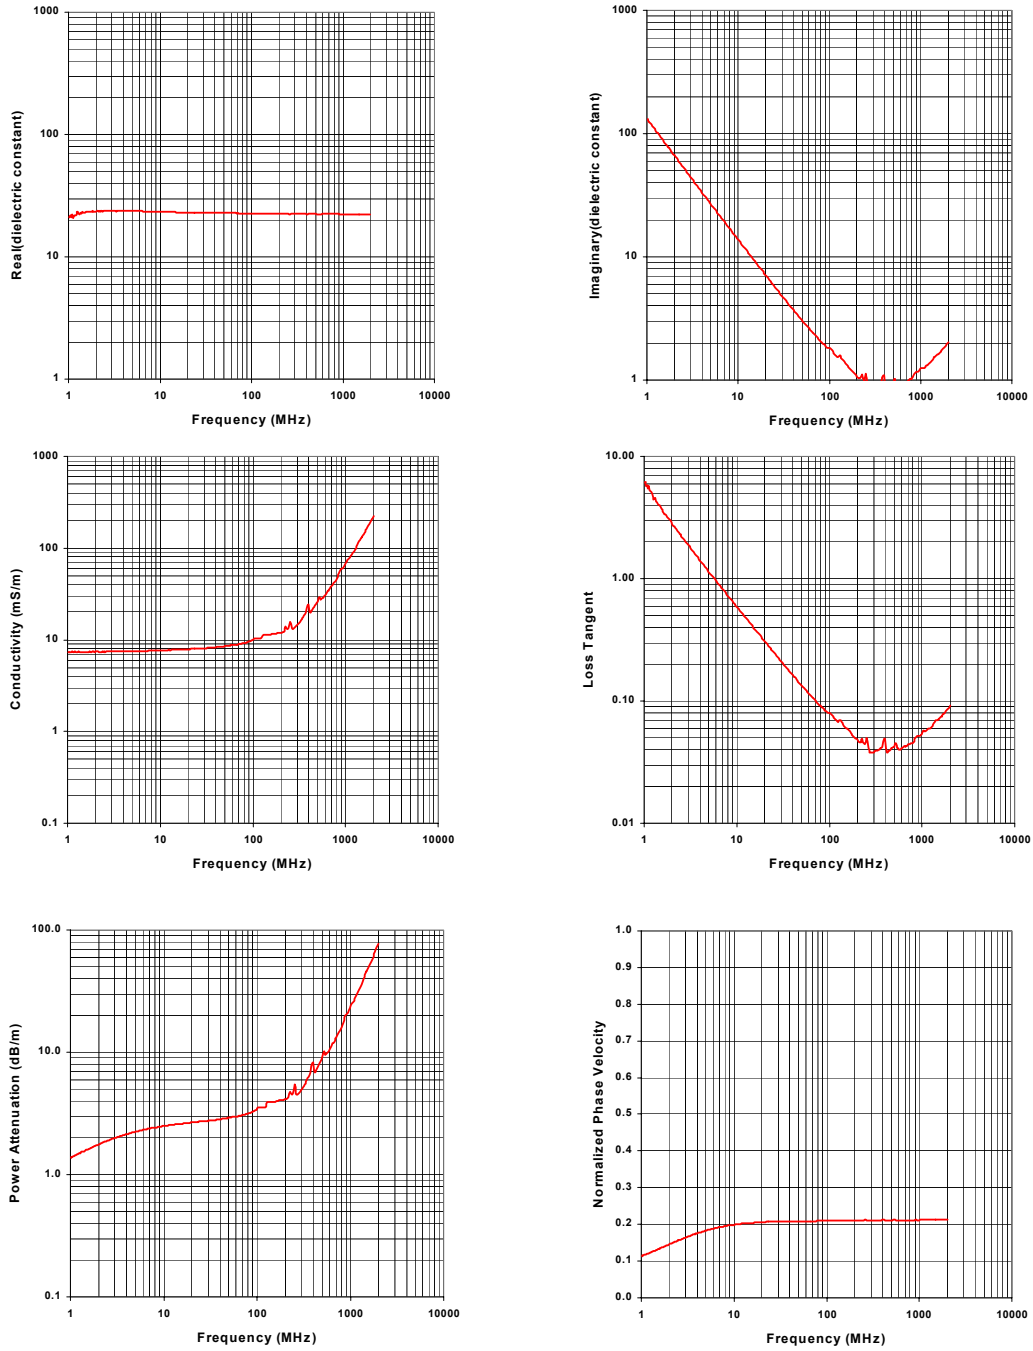 1000
100
10
1
Real(dielectric constant)
1 10 100 1000 10000
Frequency (MHz)
1000
100
10
1
Imaginary(dielectric constant)
1 10 100 1000 10000
Frequency (MHz)
1000
100
10
1
0.1
Conductivity (mS/m)
1 10 100 1000 10000
Frequency (MHz)
10.00
1.00
0.10
0.01
Loss Tangent
1 10 100 1000 10000
Frequency (MHz)
100.0
10.0
1.0
0.1
Power Attenuation (dB/m)
1 10 100 1000 10000
Frequency (MHz)
1.0
0.9
0.8
0.7
0.6
0.5
0.4
0.3
0.2
0.1
0.0
Normalized Phase Velocity
1 10 100 1000 10000
Frequency (MHz)